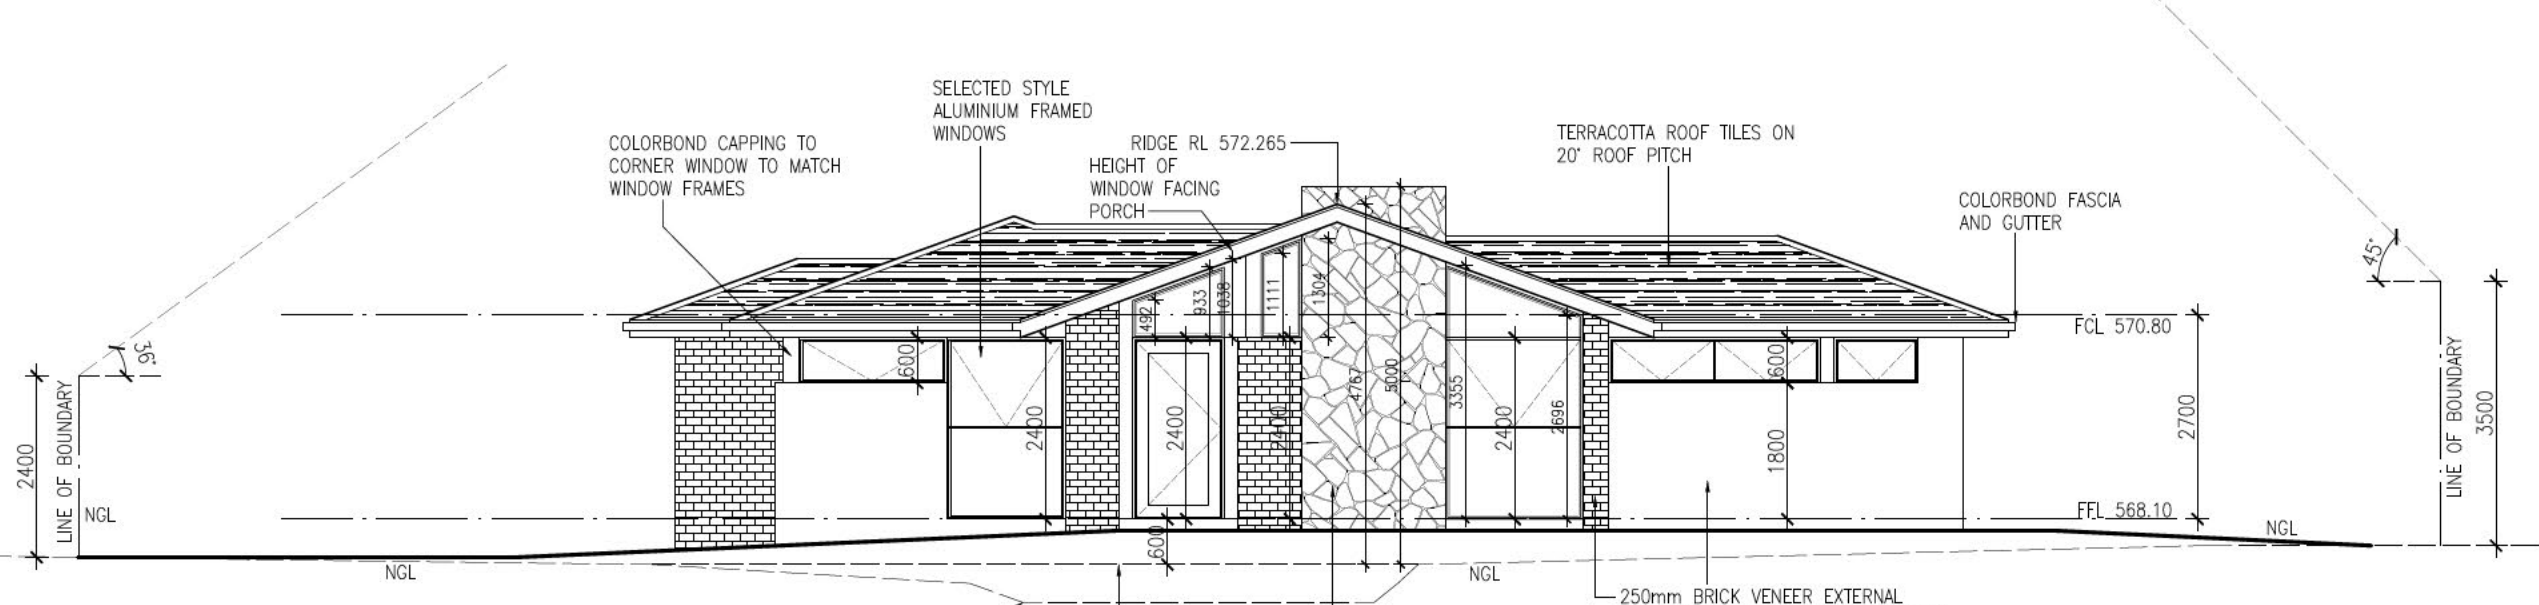 SELECTED STYLE
ALUMINIUM FRAMED
WINDOWS
COLORBOND CAPPING TO
CORNER WINDOW TO MATCH
WINDOW FRAMES
RIDGE RL 572.265
HEIGHT OF
WINDOW FACING
PORCH
TERRACOTTA ROOF TILES ON
20° ROOF PITCH
COLORBOND FASCIA
AND GUTTER
36°
45°
2400
LINE OF BOUNDARY
NGL
NGL
600
2400
492
933
1038
1111
1304
2400
2400
600
4767
5000
3355
2400
2696
600
1800
FCL 570.80
FFL 568.10
2700
LINE OF BOUNDARY
3500
NGL
NGL
250mm BRICK VENEER EXTERNAL